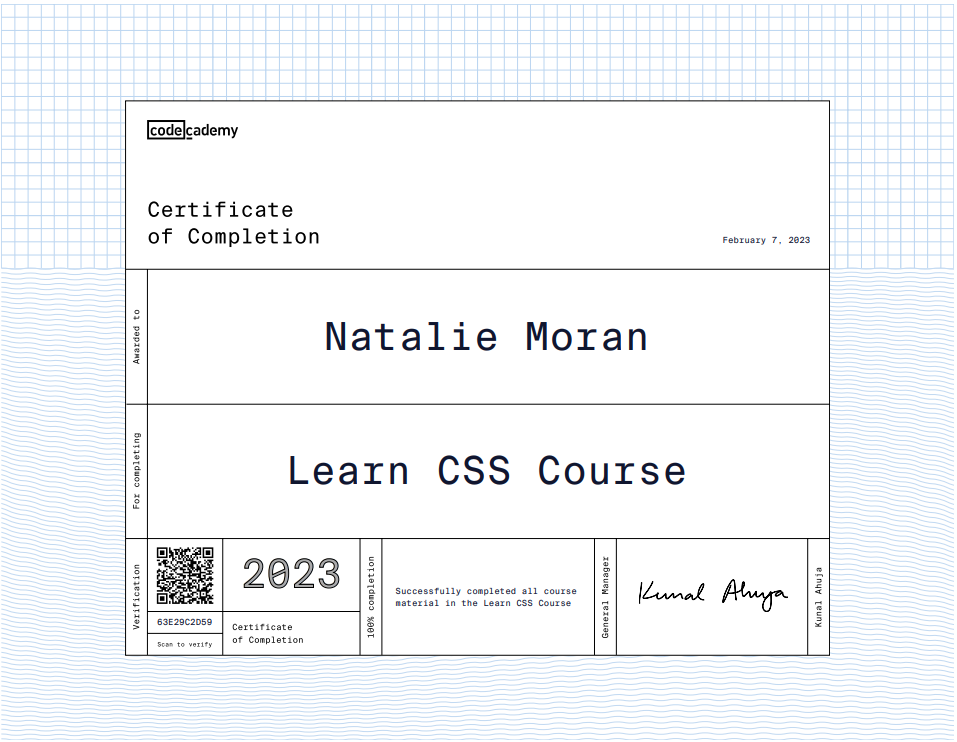 codecademy
Certificate
of Completion
February 7, 2023
Awarded to
Natalie Moran
For completing
Learn CSS Course
Verification
63E29C2D59
Scan to verify
2023
Certificate
of Completion
100% completion
Successfully completed all course
material in the Learn CSS Course
General Manager
Kunal Ahuja
Kunal Ahuja